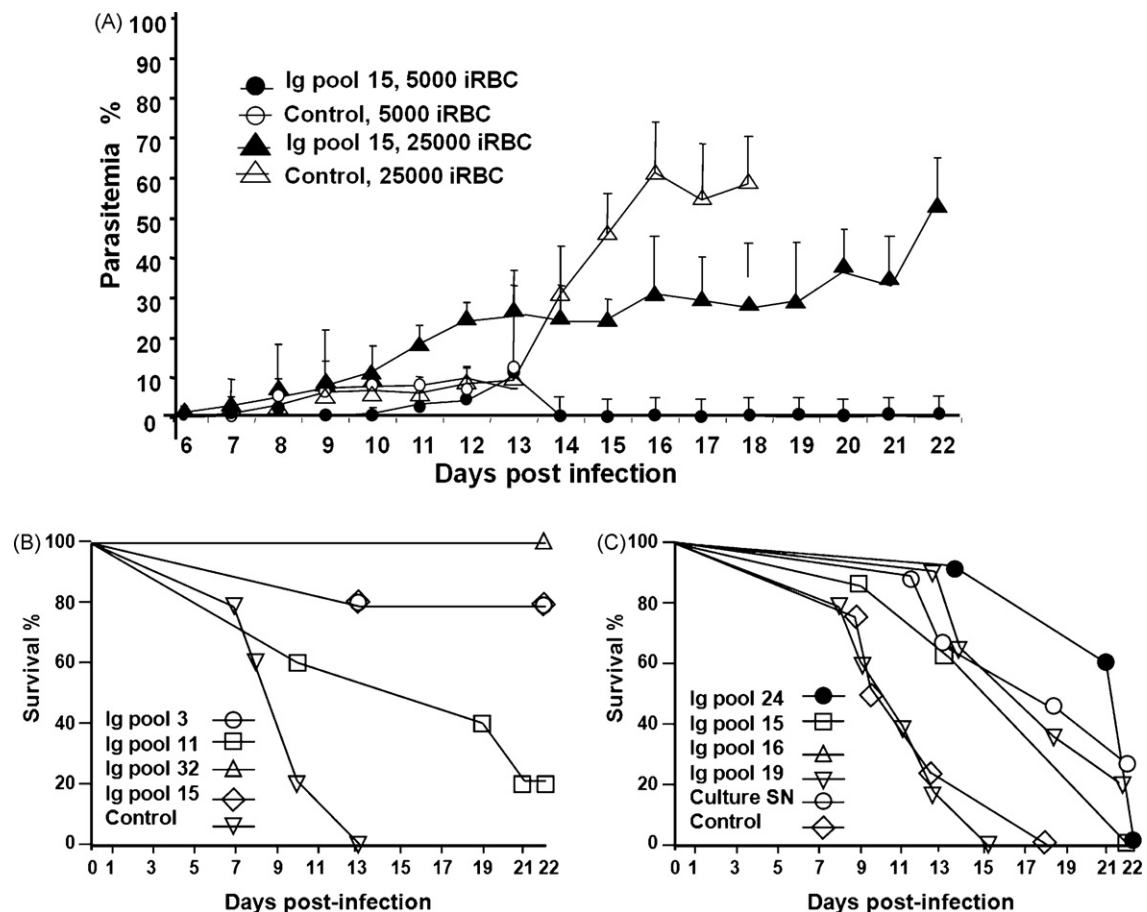 (A)
100
90
80
70
60
50
40
30
20
10
0
Parasitemia %
Ig pool 15, 5000 iRBC
Control, 5000 iRBC
Ig pool 15, 25000 iRBC
Control, 25000 iRBC
6 7 8 9 10 11 12 13 14 15 16 17 18 19 20 21 22
Days post infection
(B)
100
80
60
40
20
0
Survival %
Ig pool 3
Ig pool 11
Ig pool 32
Ig pool 15
Control
0 1 3 5 7 9 11 13 15 17 19 21 22
Days post-infection
(C)
100
80
60
40
20
0
Survival %
Ig pool 24
Ig pool 15
Ig pool 16
Ig pool 19
Culture SN
Control
0 1 3 5 7 9 11 13 15 17 19 21 22
Days post-infection